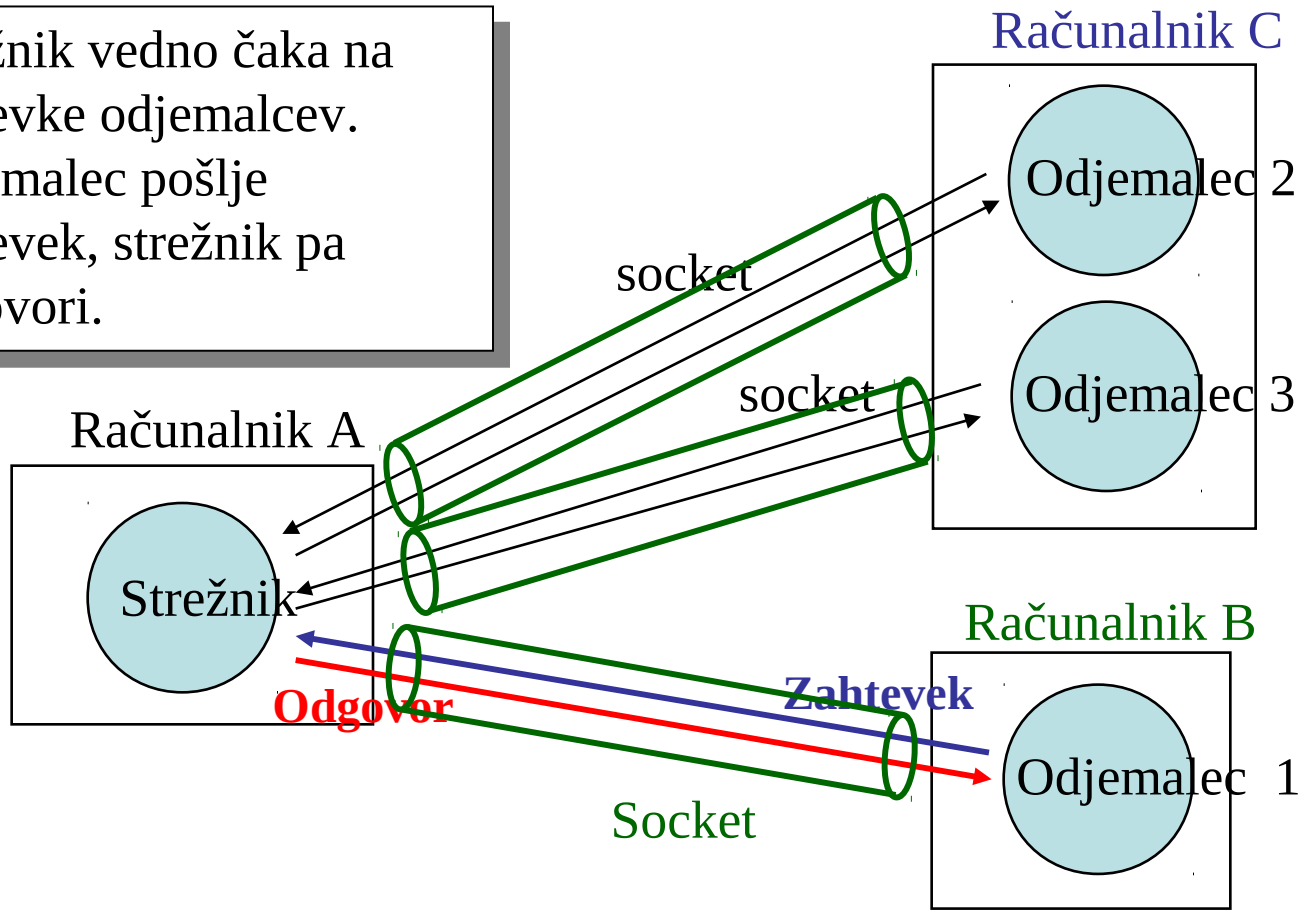 žnik vedno čaka na
evke odjemalcev.
malec pošlje
evek, strežnik pa
ovori.
Računalnik C
Odjemalec 2
socket
socket
Odjemalec 3
Računalnik A
Strežnik
Računalnik B
Zahtevek
Odgovor
Odjemalec 1
Socket